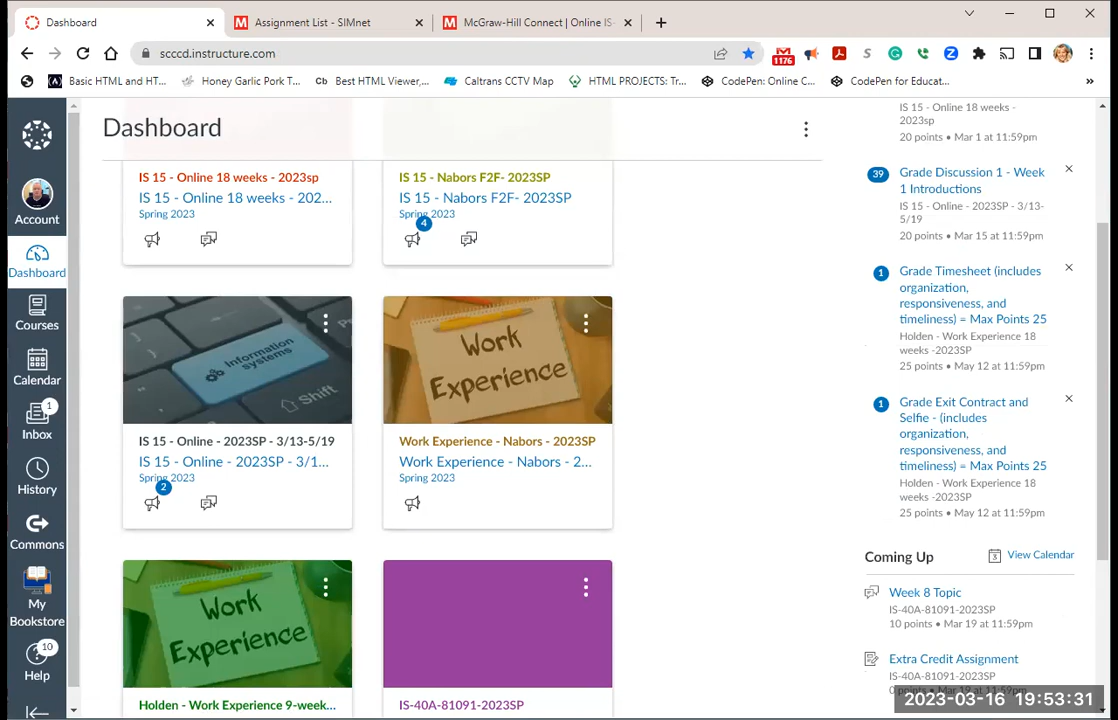 Dashboard
Assignment List - SIMnet
McGraw-Hill Connect | Online IS-
scccd.instructure.com
1176
Basic HTML and HT...
Honey Garlic Pork T...
Cb
Best HTML Viewer,...
Caltrans CCTV Map
HTML PROJECTS: Tr...
CodePen: Online C...
CodePen for Educat...
»
Account
Dashboard
Courses
Calendar
1
Inbox
History
Commons
My
Bookstore
10
Help
Dashboard
IS 15 - Online 18 weeks - 2023sp
IS 15 - Online 18 weeks - 202...
Spring 2023
IS 15 - Nabors F2F- 2023SP
IS 15 - Nabors F2F- 2023SP
Spring 2023
4
Information
systems
Shift
IS 15 - Online - 2023SP - 3/13-5/19
IS 15 - Online - 2023SP - 3/1...
Spring 2023
2
Work
Experience
Work Experience - Nabors - 2023SP
Work Experience - Nabors - 2...
Spring 2023
Work
Experience
Holden - Work Experience 9-week...
IS-40A-81091-2023SP
IS 15 - Online 18 weeks -
2023sp
20 points • Mar 1 at 11:59pm
39
Grade Discussion 1 - Week
1 Introductions
IS 15 - Online - 2023SP - 3/13-
5/19
20 points • Mar 15 at 11:59pm
1
Grade Timesheet (includes
organization,
responsiveness, and
timeliness) = Max Points 25
Holden - Work Experience 18
weeks -2023SP
25 points • May 12 at 11:59pm
1
Grade Exit Contract and
Selfie - (includes
organization,
responsiveness, and
timeliness) = Max Points 25
Holden - Work Experience 18
weeks -2023SP
25 points • May 12 at 11:59pm
Coming Up
View Calendar
Week 8 Topic
IS-40A-81091-2023SP
10 points • Mar 19 at 11:59pm
Extra Credit Assignment
IS-40A-81091-2023SP
0 points • Mar 19 at 11:59pm
2023-03-16 19:53:31